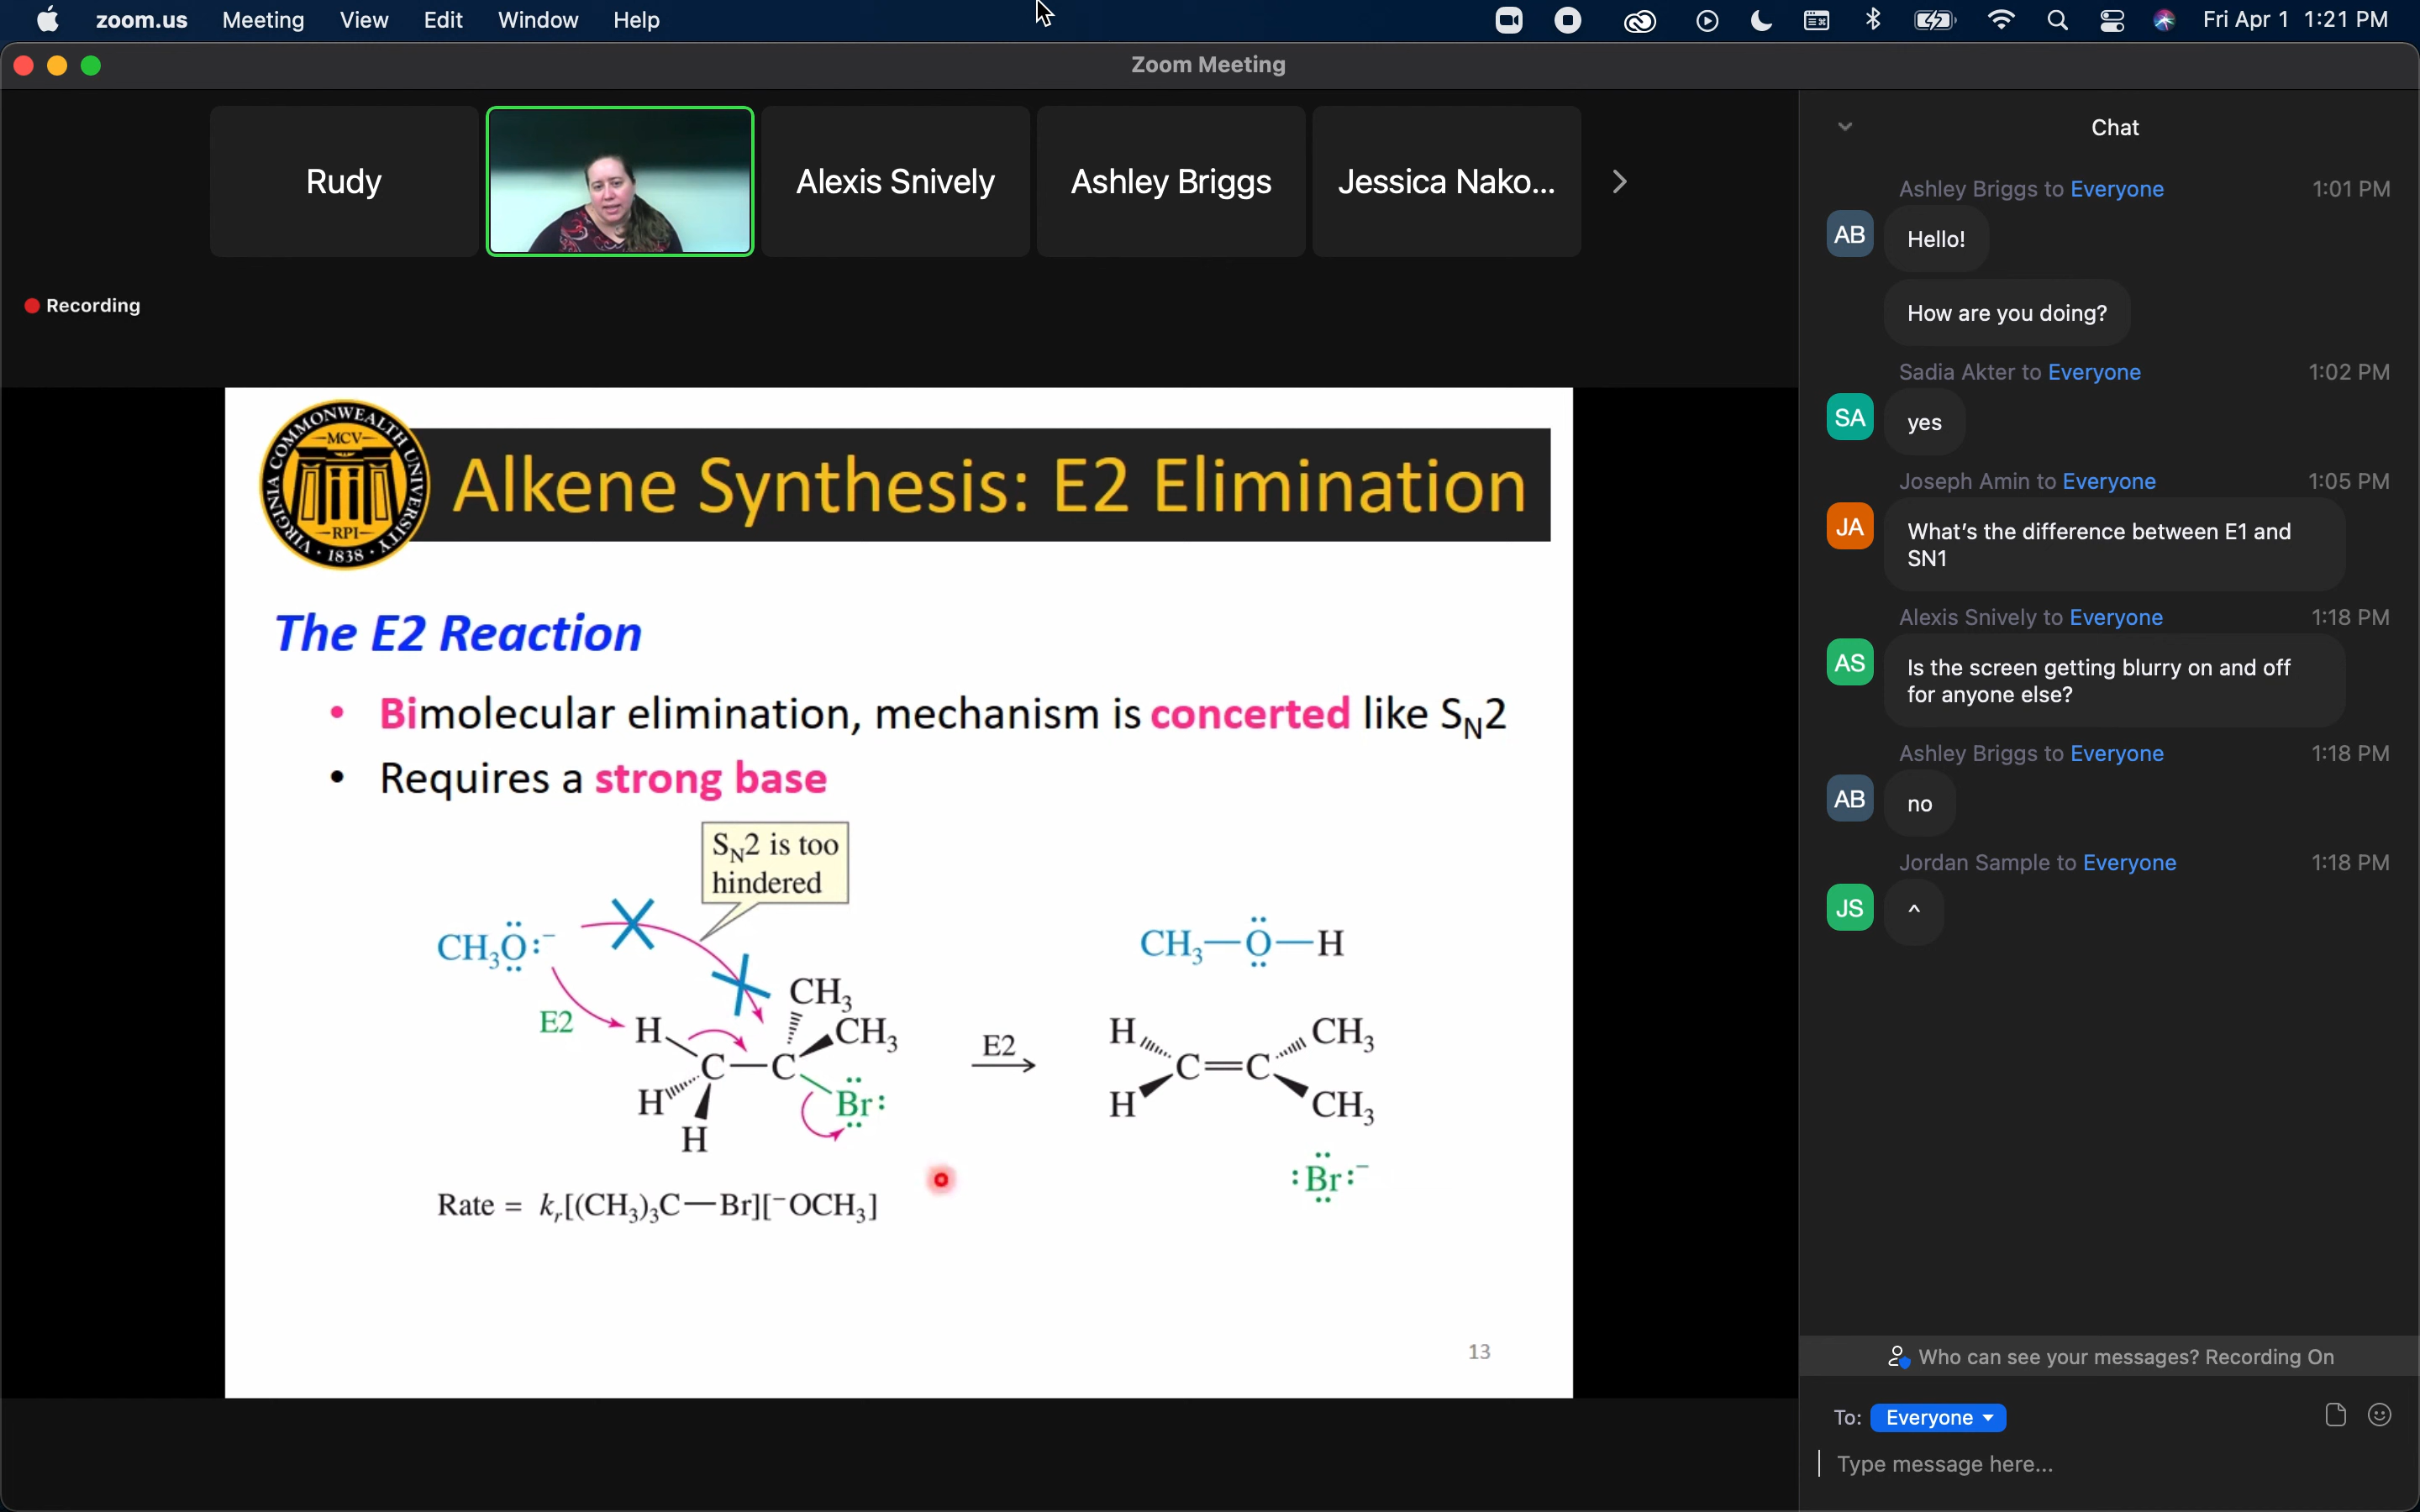 zoom.us Meeting View Edit Window Help Fri Apr 1 1:21 PM
Zoom Meeting
Rudy
Alexis Snively
Ashley Briggs
Jessica Nako...
Recording
VIRGINIA COMMONWEALTH UNIVERSITY
MCV
RPI
1838
Alkene Synthesis: E2 Elimination
The E2 Reaction
• Bimolecular elimination, mechanism is concerted like SN2
• Requires a strong base
SN2 is too
hindered
CH3Ö:⁻
E2
H
CH3
CH3
C—C
H
H
Br:
E2
CH3—Ö—H
H
CH3
C=C
H
CH3
:Br:⁻
Rate = kr[(CH3)3C—Br][⁻OCH3]
13
Chat
Ashley Briggs to Everyone 1:01 PM
AB
Hello!
How are you doing?
Sadia Akter to Everyone 1:02 PM
SA
yes
Joseph Amin to Everyone 1:05 PM
JA
What's the difference between E1 and
SN1
Alexis Snively to Everyone 1:18 PM
AS
Is the screen getting blurry on and off
for anyone else?
Ashley Briggs to Everyone 1:18 PM
AB
no
Jordan Sample to Everyone 1:18 PM
JS
^
Who can see your messages? Recording On
To: Everyone
Type message here...